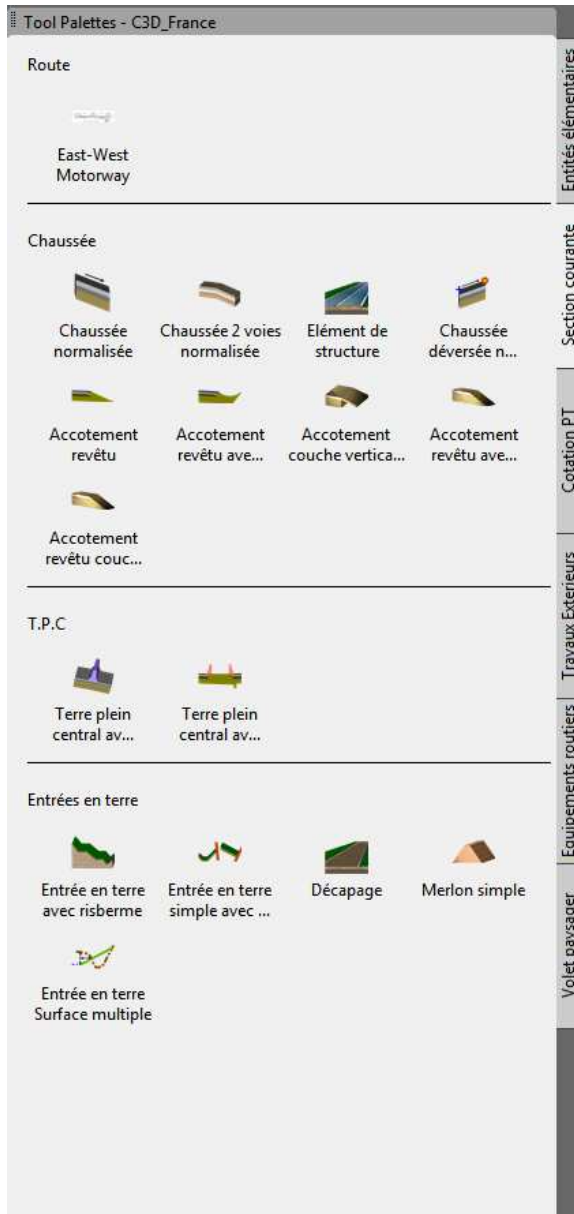 Tool Palettes - C3D_France
Route
East-West
Motorway
Chaussée
Chaussée
normalisée
Chaussée 2 voies
normalisée
Elément de
structure
Chaussée
déversée n...
Accotement
revêtu
Accotement
revêtu ave...
Accotement
couche vertica...
Accotement
revêtu ave...
Accotement
revêtu couc...
T.P.C
Terre plein
central av...
Terre plein
central av...
Entrées en terre
Entrée en terre
avec risberme
Entrée en terre
simple avec ...
Décapage
Merlon simple
Entrée en terre
Surface multiple
Entités élémentaires
Section courante
Cotation PT
Travaux Exterieurs
Equipements routiers
Volet paysager